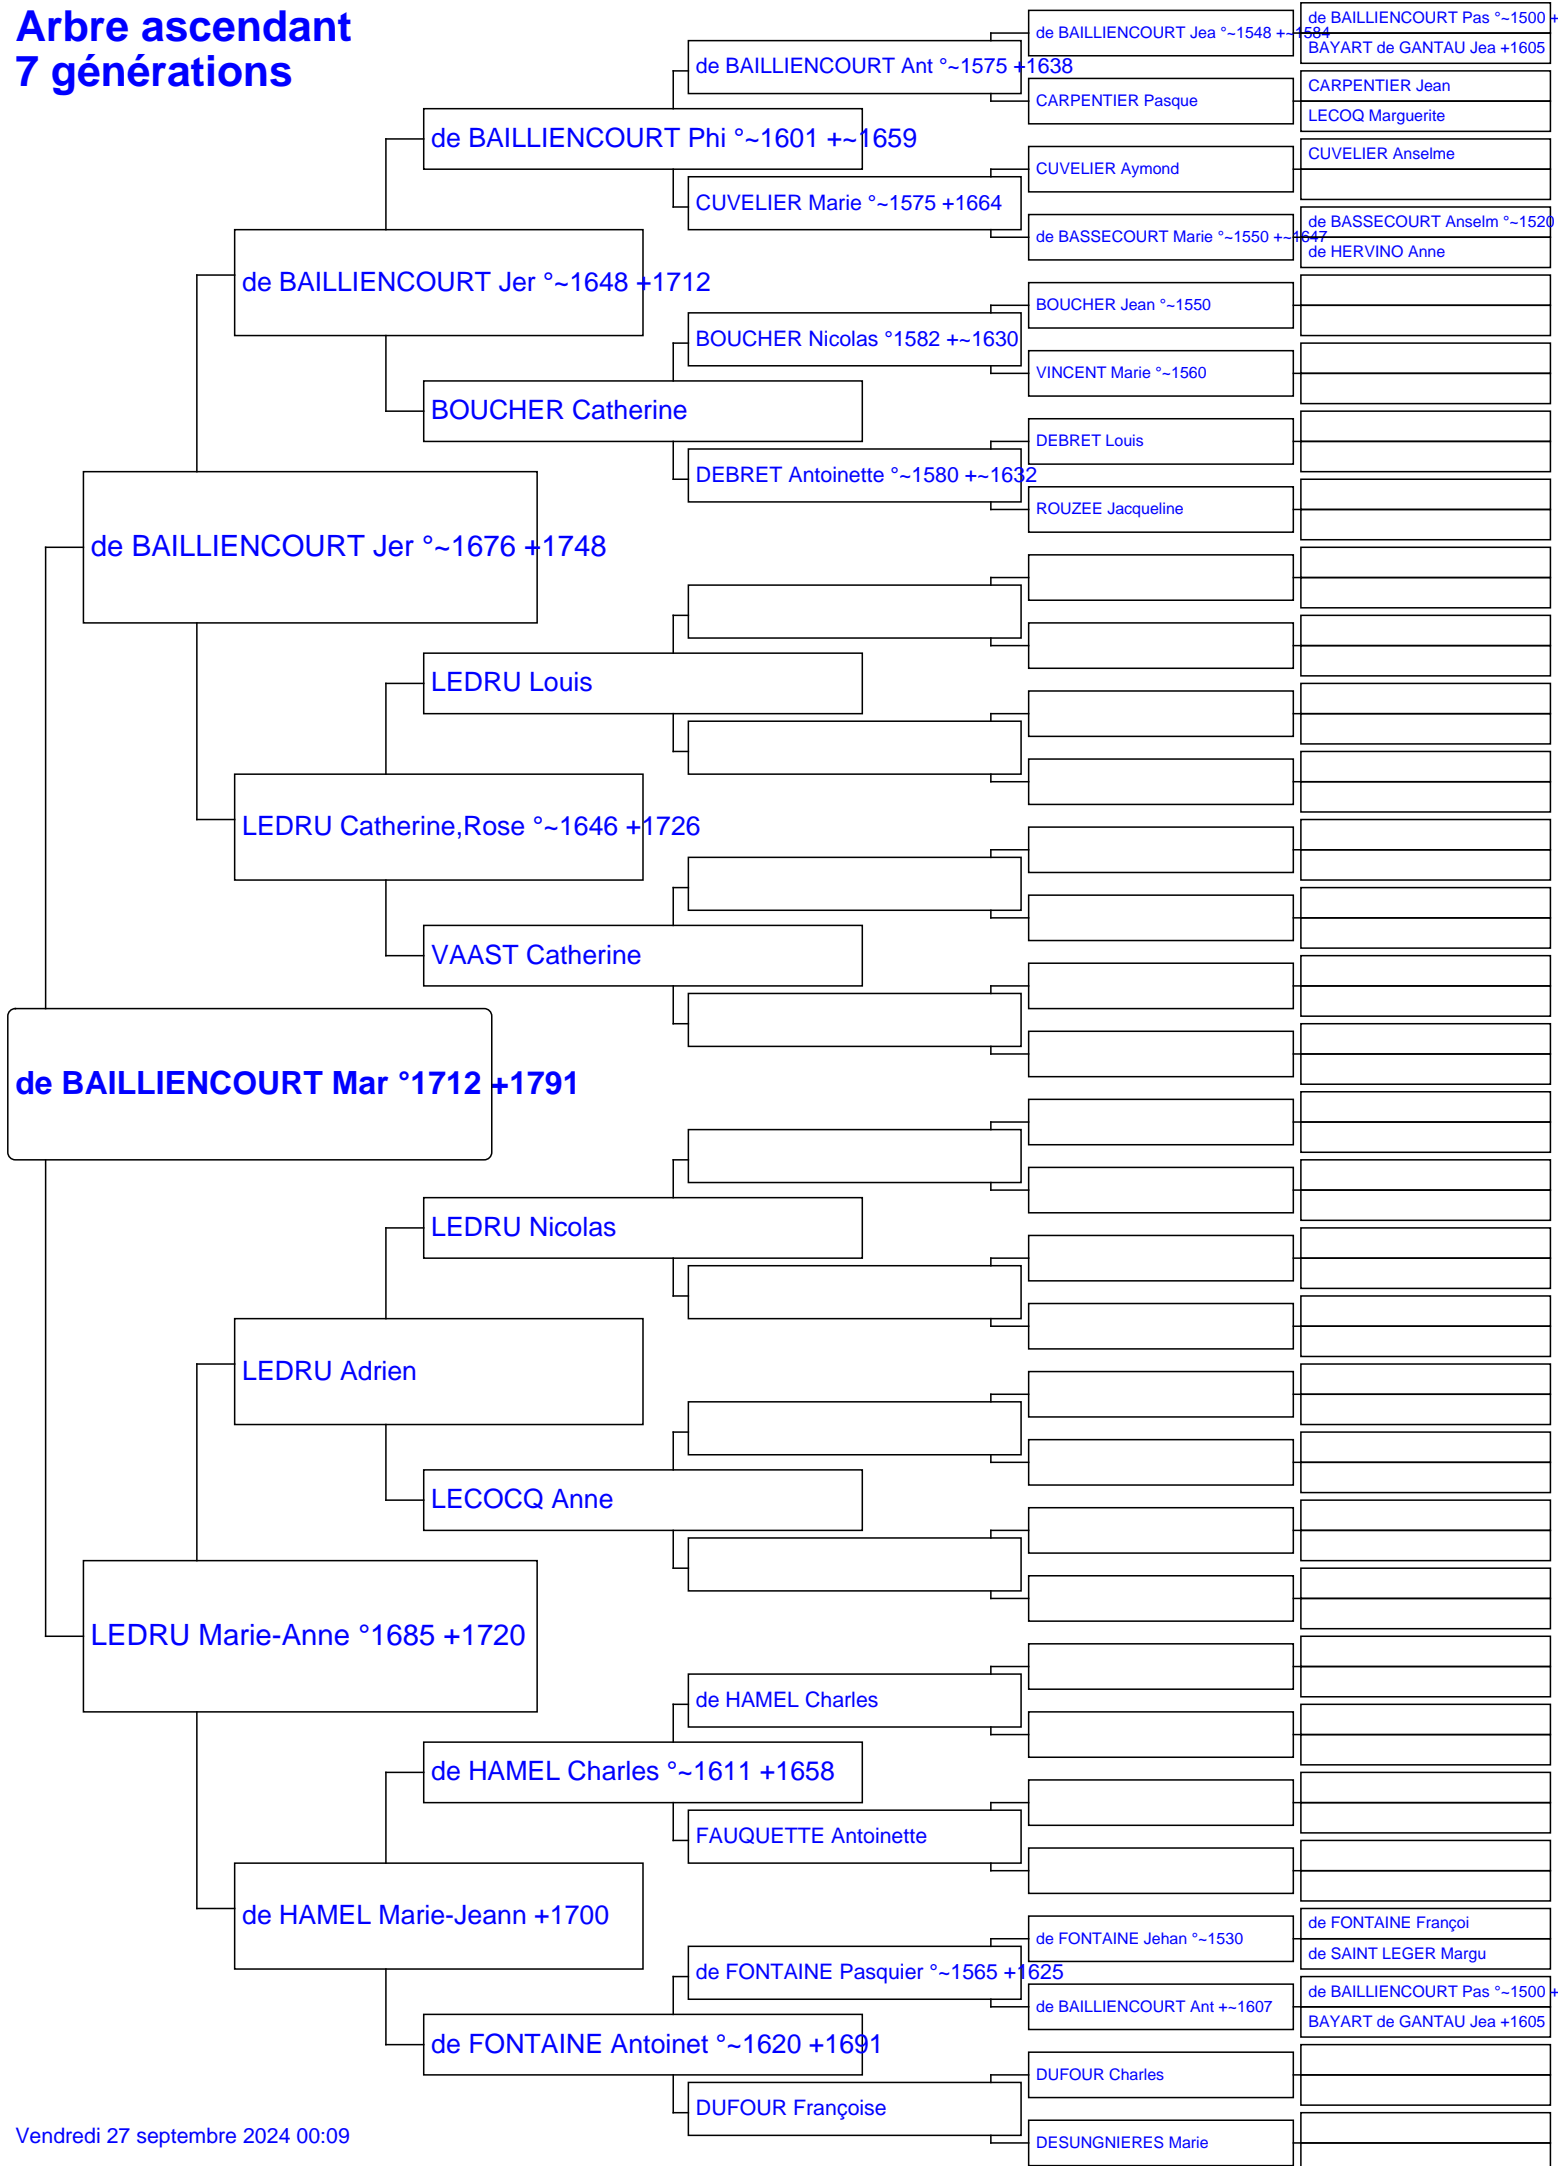 Arbre ascendant
7 générations
de BAILLIENCOURT Pas °~1500 +
de BAILLIENCOURT Jea °~1548 +~1584
BAYART de GANTAU Jea +1605
de BAILLIENCOURT Ant °~1575 +1638
CARPENTIER Jean
CARPENTIER Pasque
LECOQ Marguerite
de BAILLIENCOURT Phi °~1601 +~1659
CUVELIER Anselme
CUVELIER Aymond
CUVELIER Marie °~1575 +1664
de BASSECOURT Anselm °~1520
de BASSECOURT Marie °~1550 +~1647
de HERVINO Anne
de BAILLIENCOURT Jer °~1648 +1712
BOUCHER Jean °~1550
BOUCHER Nicolas °1582 +~1630
VINCENT Marie °~1560
BOUCHER Catherine
DEBRET Louis
DEBRET Antoinette °~1580 +~1632
ROUZEE Jacqueline
de BAILLIENCOURT Jer °~1676 +1748
LEDRU Louis
LEDRU Catherine,Rose °~1646 +1726
VAAST Catherine
de BAILLIENCOURT Mar °1712 +1791
LEDRU Nicolas
LEDRU Adrien
LECOCQ Anne
LEDRU Marie-Anne °1685 +1720
de HAMEL Charles
de HAMEL Charles °~1611 +1658
FAUQUETTE Antoinette
de HAMEL Marie-Jeann +1700
de FONTAINE Françoi
de FONTAINE Jehan °~1530
de SAINT LEGER Margu
de FONTAINE Pasquier °~1565 +1625
de BAILLIENCOURT Pas °~1500 +
de BAILLIENCOURT Ant +~1607
BAYART de GANTAU Jea +1605
de FONTAINE Antoinet °~1620 +1691
DUFOUR Charles
DUFOUR Françoise
DESUNGNIERES Marie
Vendredi 27 septembre 2024 00:09